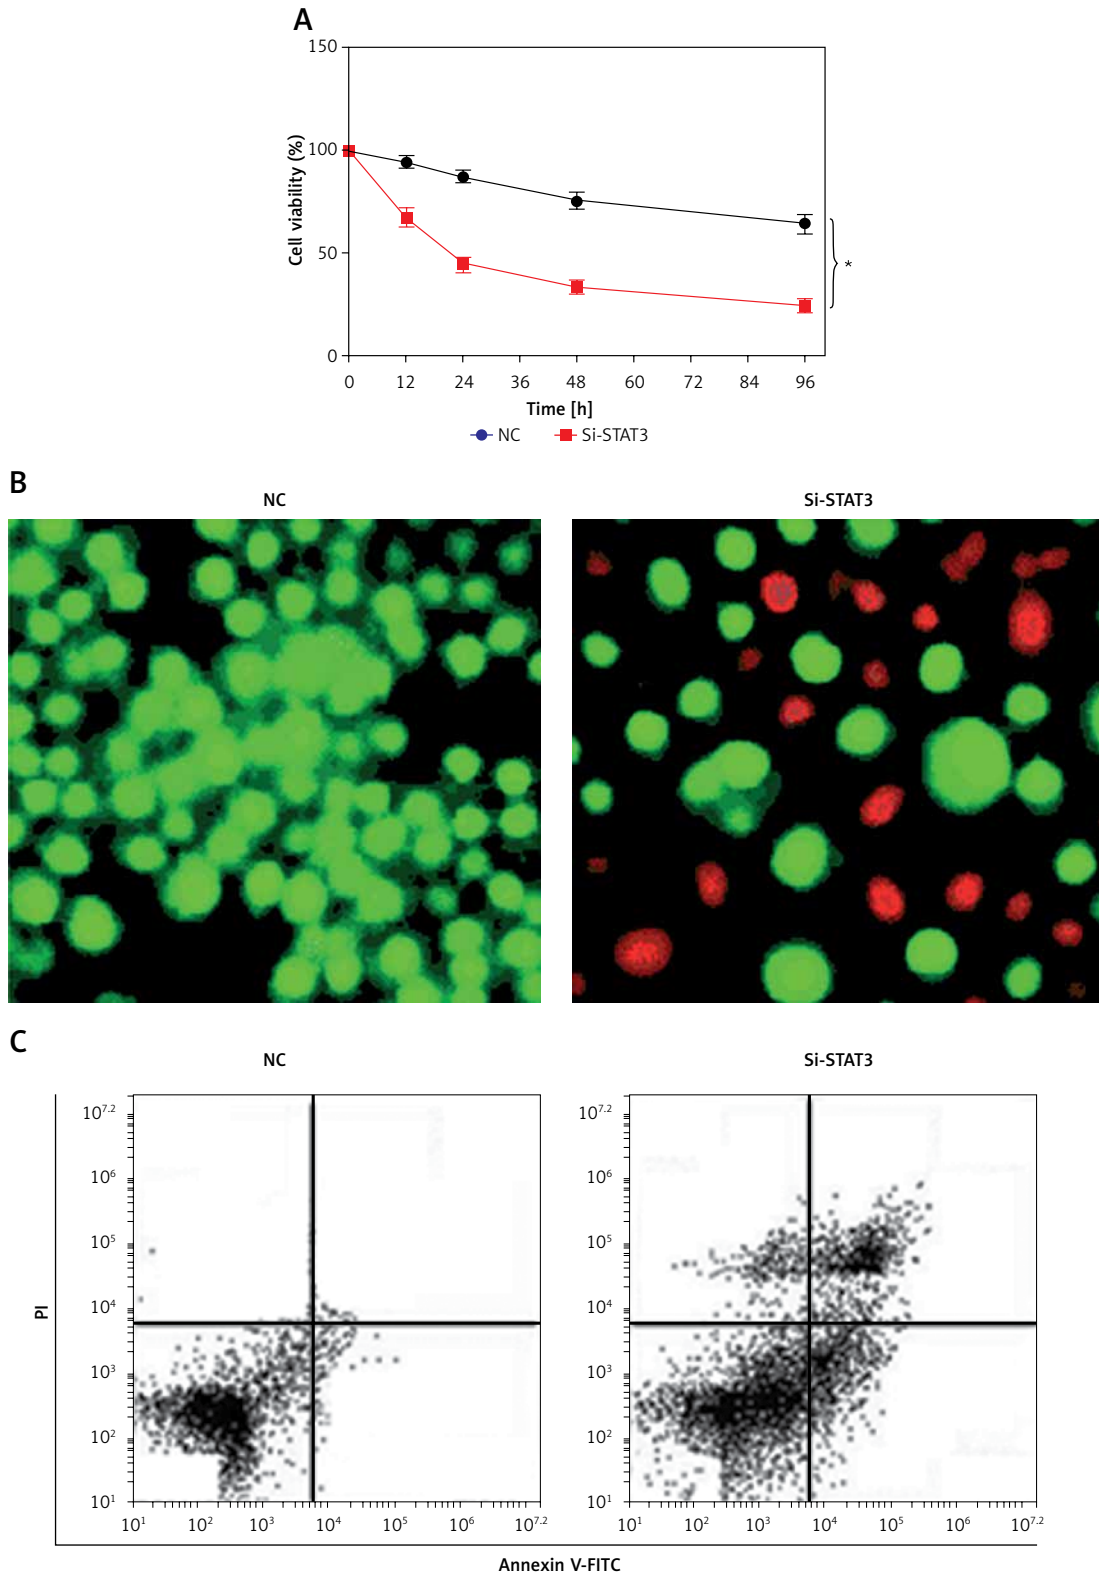 A
150
100
50
0
Cell viability (%)
0 12 24 36 48 60 72 84 96
Time [h]
*
NC Si-STAT3
B
NC Si-STAT3
C
NC Si-STAT3
10^7.2 10^7.2
10^6 10^6
10^5 10^5
10^4 10^4
10^3 10^3
10^2 10^2
10^1 10^1
PI
10^1 10^2 10^3 10^4 10^5 10^6 10^7.2 10^1 10^2 10^3 10^4 10^5 10^6 10^7.2
Annexin V-FITC